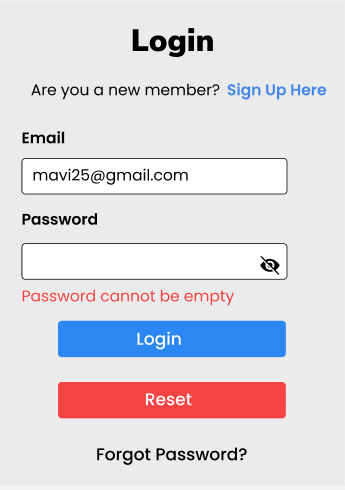 Login
Are you a new member? Sign Up Here
Email
mavi25@gmail.com
Password
Password cannot be empty
Login
Reset
Forgot Password?